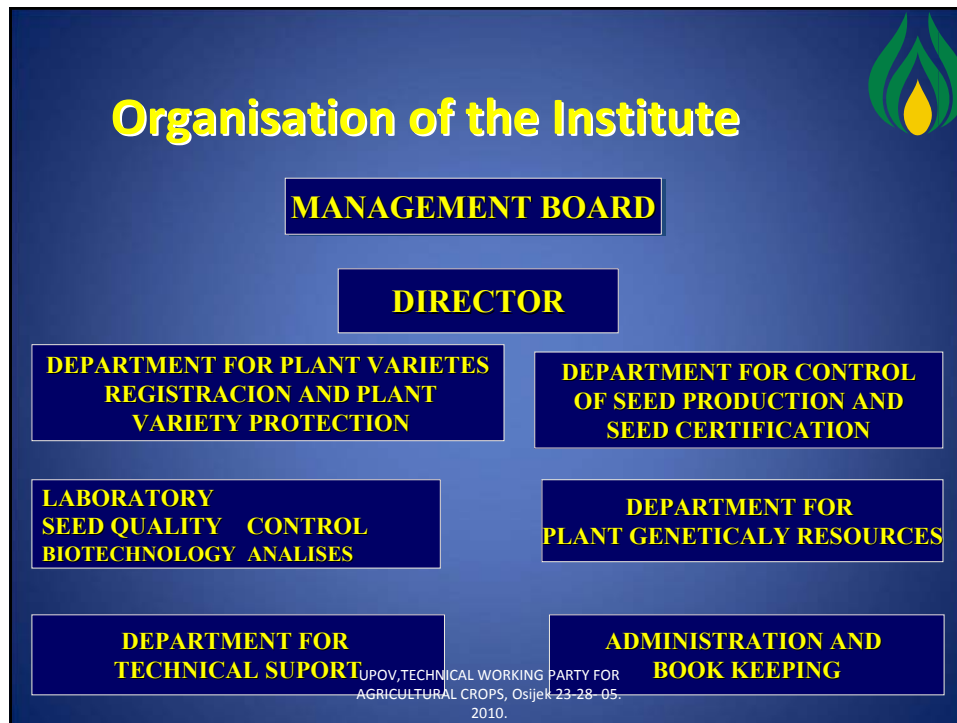 Organisation of the Institute
MANAGEMENT BOARD
DIRECTOR
DEPARTMENT FOR PLANT VARIETES
REGISTRACION AND PLANT
VARIETY PROTECTION
DEPARTMENT FOR CONTROL
OF SEED PRODUCTION AND
SEED CERTIFICATION
LABORATORY
SEED QUALITY CONTROL
BIOTECHNOLOGY ANALISES
DEPARTMENT FOR
PLANT GENETICALY RESOURCES
DEPARTMENT FOR
TECHNICAL SUPORT
ADMINISTRATION AND
BOOK KEEPING
UPOV,TECHNICAL WORKING PARTY FOR
AGRICULTURAL CROPS, Osijek 23-28- 05.
2010.